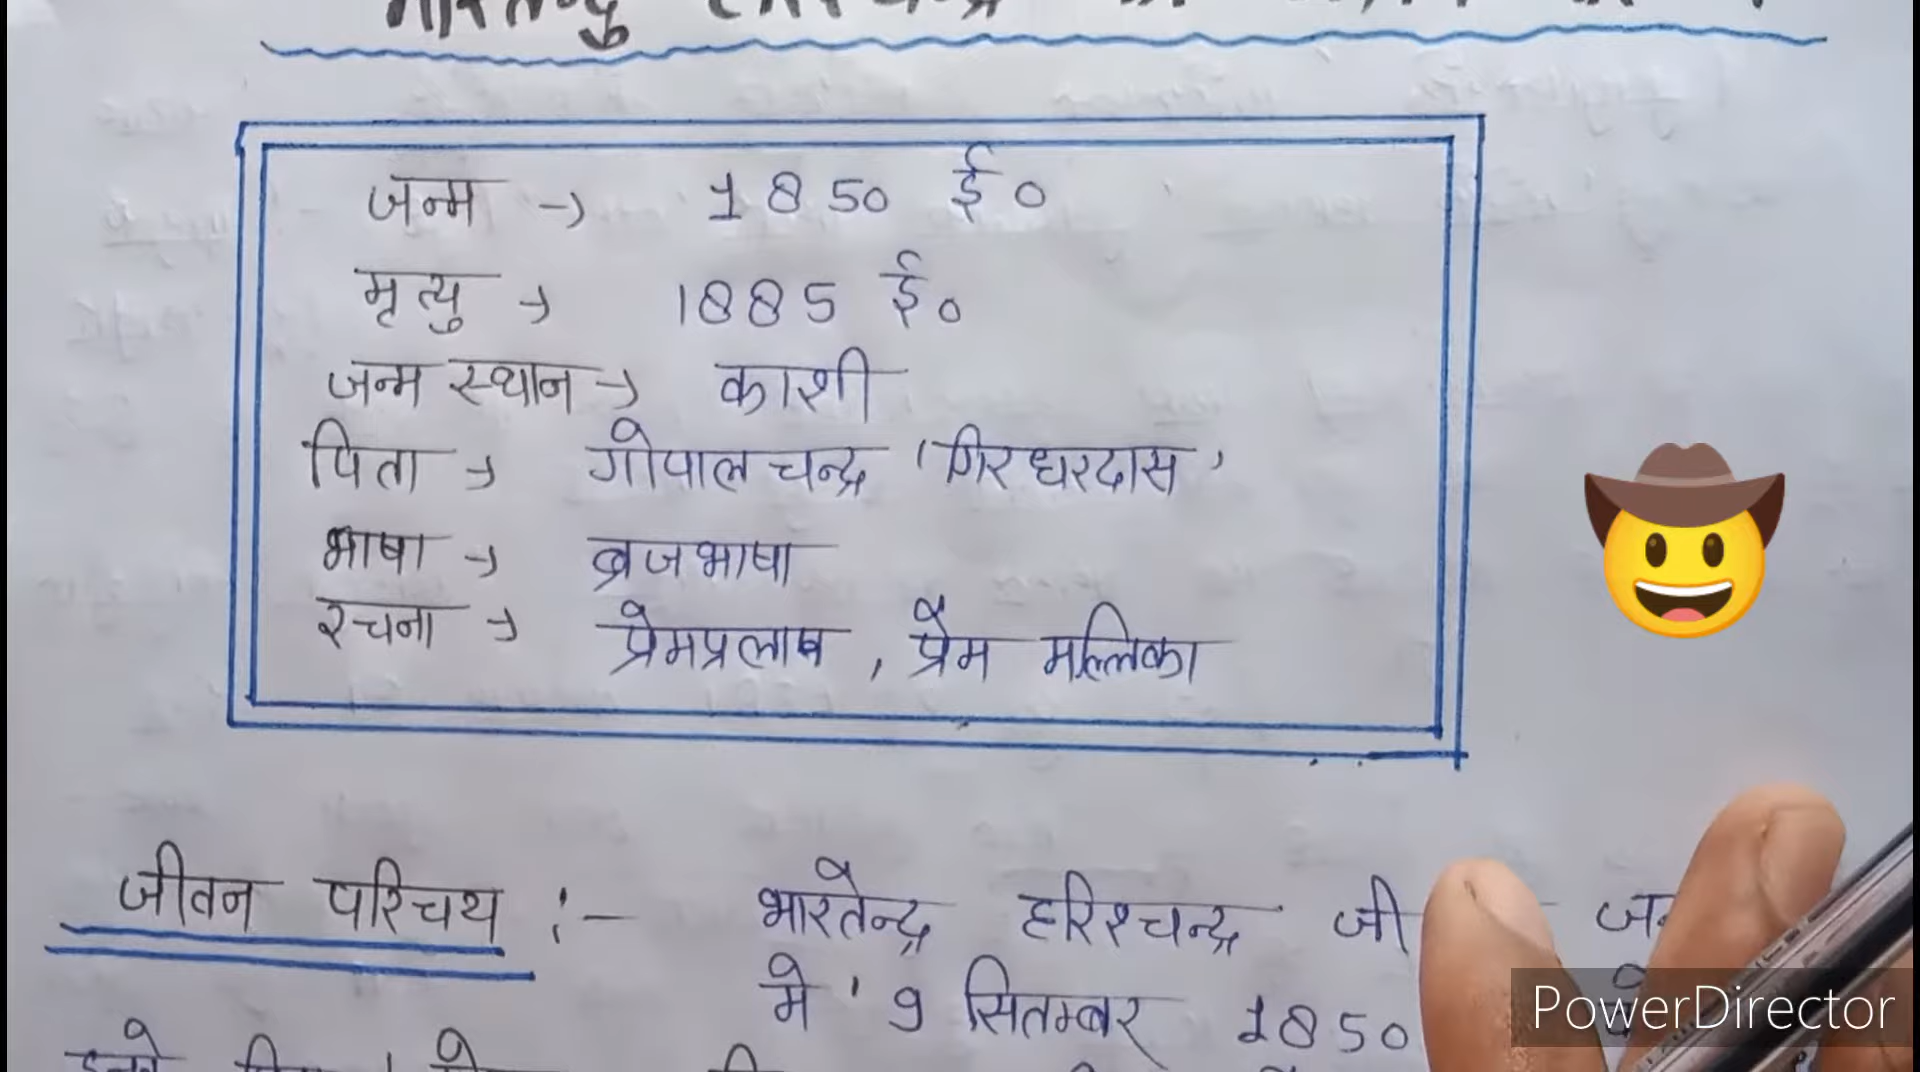 जन्म → 1850 ई०
मृत्यु → 1885 ई०
जन्म स्थान → काशी
पिता → गोपाल चन्द्र 'गिरधरदास'
भाषा → ब्रजभाषा
रचना → प्रेमप्रलाप, प्रेम मल्लिका
जीवन परिचय :- भारतेन्द्र हरिश्चन्द्र जी
मे ' 9 सितम्बर 1850
PowerDirector